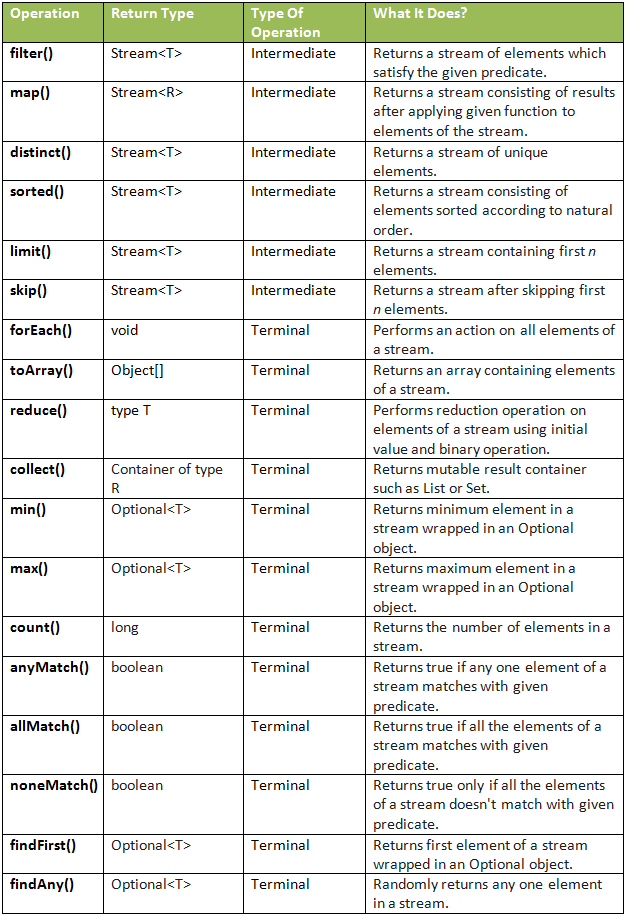 Operation Return Type Type Of Operation What It Does?
filter() Stream<T> Intermediate Returns a stream of elements which
satisfy the given predicate.
map() Stream<R> Intermediate Returns a stream consisting of results
after applying given function to
elements of the stream.
distinct() Stream<T> Intermediate Returns a stream of unique
elements.
sorted() Stream<T> Intermediate Returns a stream consisting of
elements sorted according to natural
order.
limit() Stream<T> Intermediate Returns a stream containing first n
elements.
skip() Stream<T> Intermediate Returns a stream after skipping first
n elements.
forEach() void Terminal Performs an action on all elements of
a stream.
toArray() Object[] Terminal Returns an array containing elements
of a stream.
reduce() type T Terminal Performs reduction operation on
elements of a stream using initial
value and binary operation.
collect() Container of type R Terminal Returns mutable result container
such as List or Set.
min() Optional<T> Terminal Returns minimum element in a
stream wrapped in an Optional
object.
max() Optional<T> Terminal Returns maximum element in a
stream wrapped in an Optional
object.
count() long Terminal Returns the number of elements in a
stream.
anyMatch() boolean Terminal Returns true if any one element of a
stream matches with given
predicate.
allMatch() boolean Terminal Returns true if all the elements of a
stream matches with given
predicate.
noneMatch() boolean Terminal Returns true only if all the elements
of a stream doesn't match with given
predicate.
findFirst() Optional<T> Terminal Returns first element of a stream
wrapped in an Optional object.
findAny() Optional<T> Terminal Randomly returns any one element
in a stream.